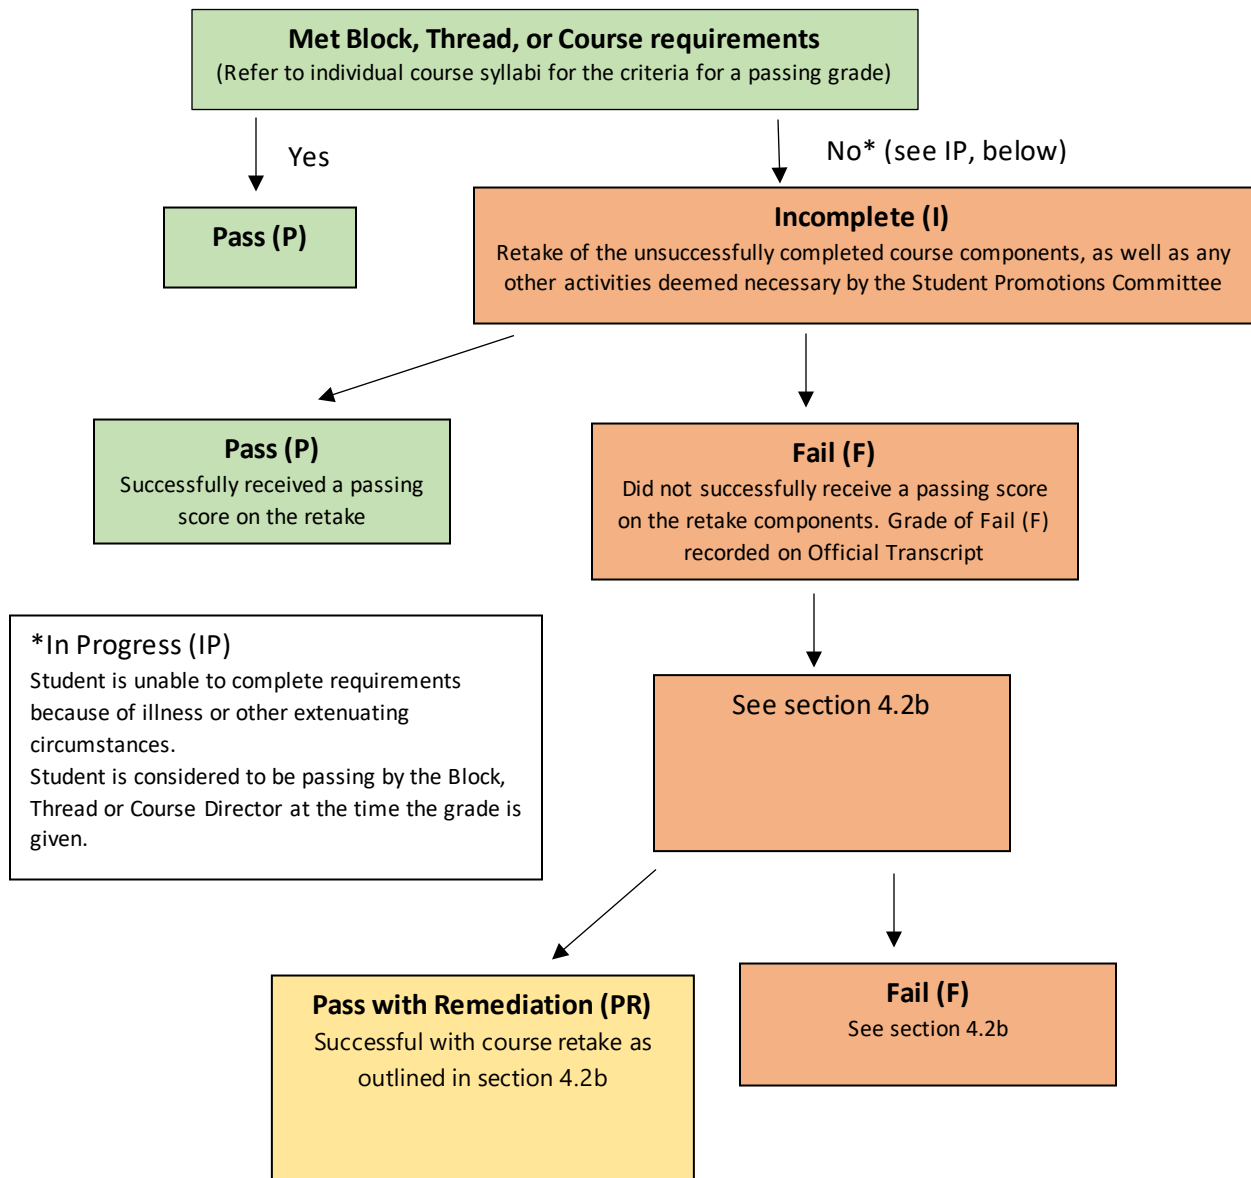 Met Block, Thread, or Course requirements
(Refer to individual course syllabi for the criteria for a passing grade)
Yes
No* (see IP, below)
Pass (P)
Incomplete (I)
Retake of the unsuccessfully completed course components, as well as any
other activities deemed necessary by the Student Promotions Committee
Pass (P)
Successfully received a passing
score on the retake
Fail (F)
Did not successfully receive a passing score
on the retake components. Grade of Fail (F)
recorded on Official Transcript
*In Progress (IP)
Student is unable to complete requirements
because of illness or other extenuating
circumstances.
Student is considered to be passing by the Block,
Thread or Course Director at the time the grade is
given.
See section 4.2b
Pass with Remediation (PR)
Successful with course retake as
outlined in section 4.2b
Fail (F)
See section 4.2b